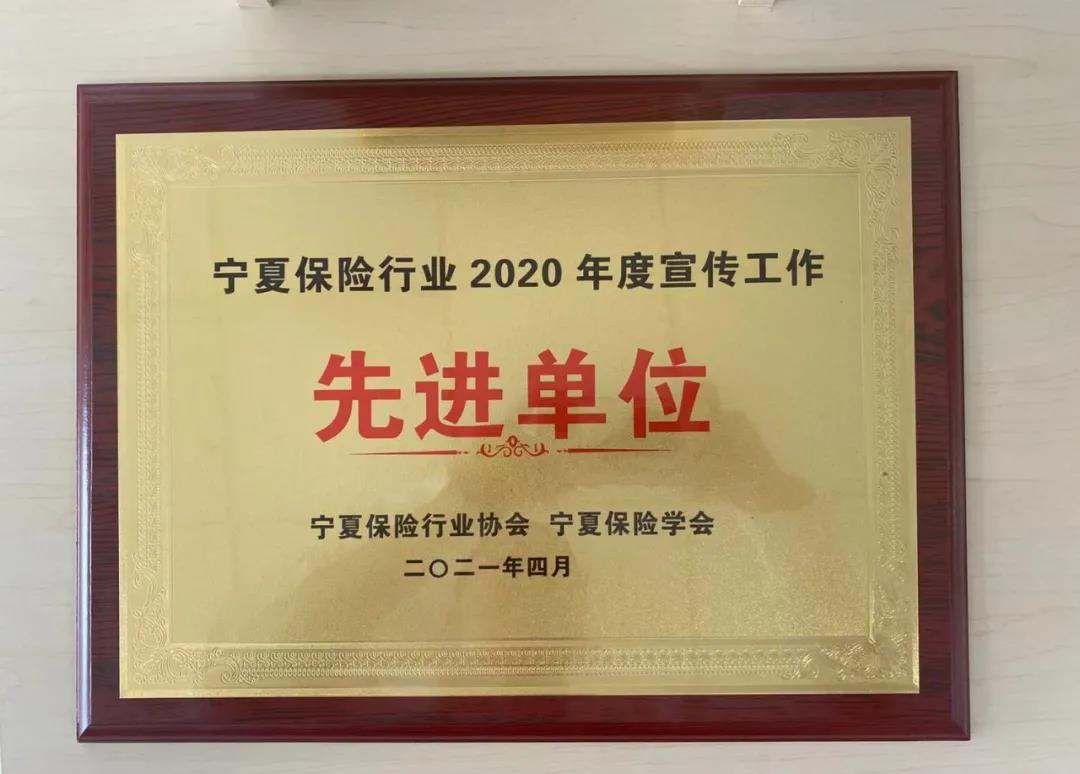 宁夏保险行业 2020 年度宣传工作
先进单位
宁夏保险行业协会 宁夏保险学会
二〇二一年四月